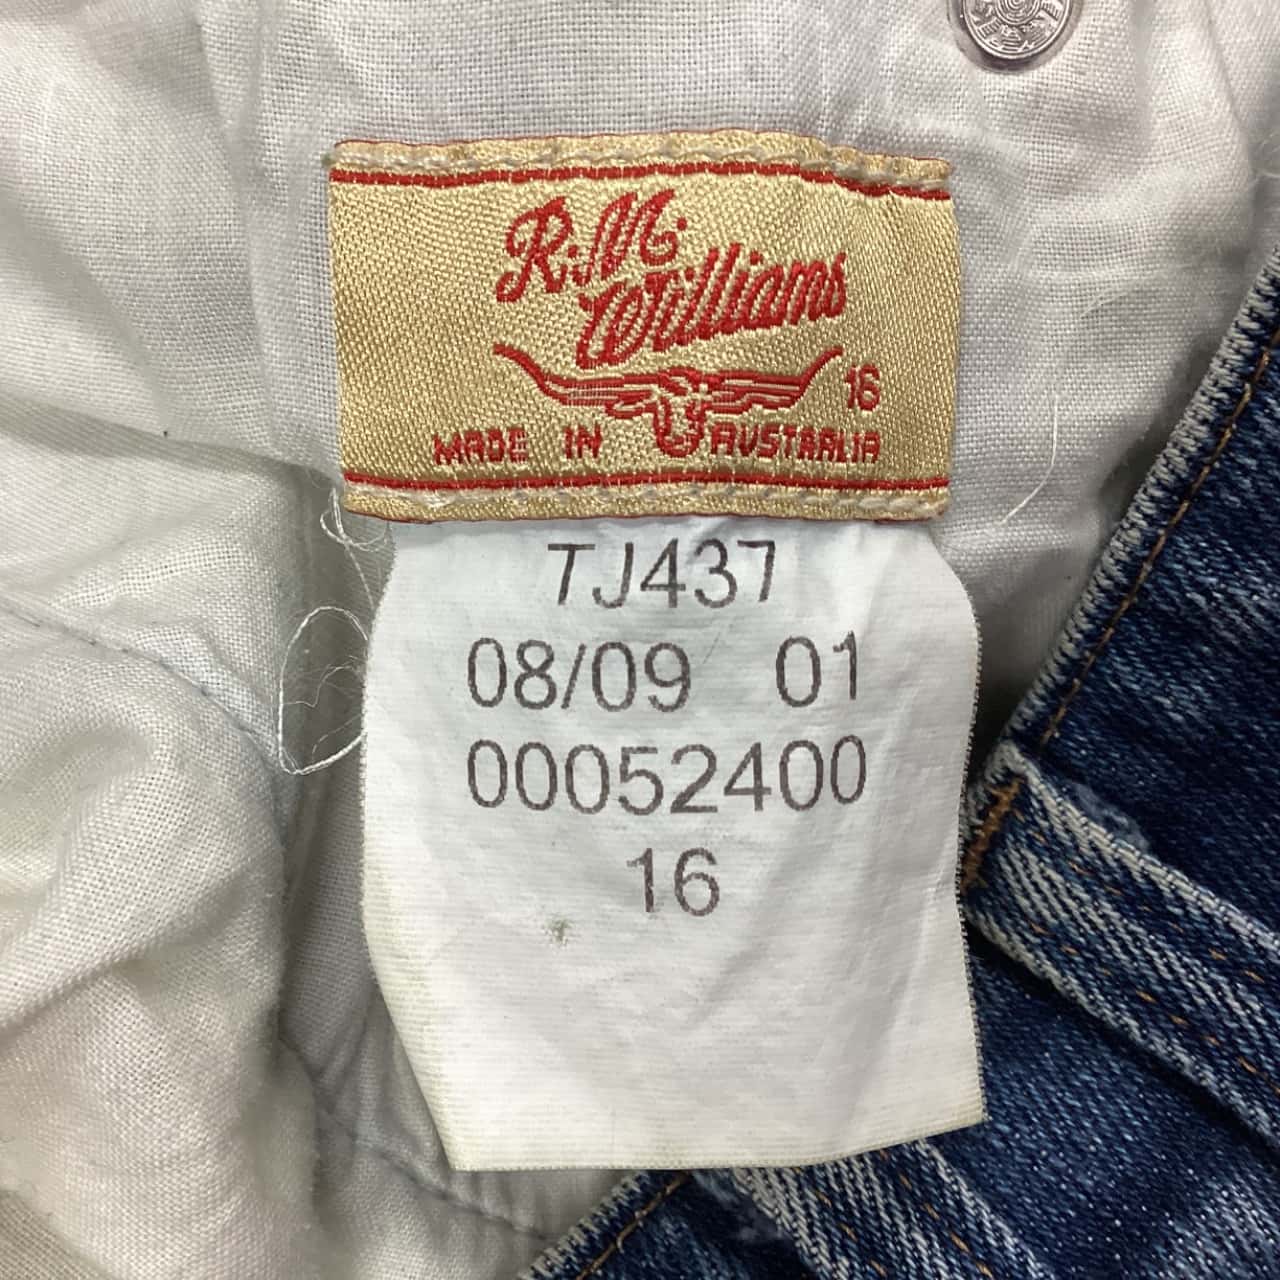 R.M.
Williams
16
MADE IN AUSTRALIA
TJ437
08/09 01
00052400
16